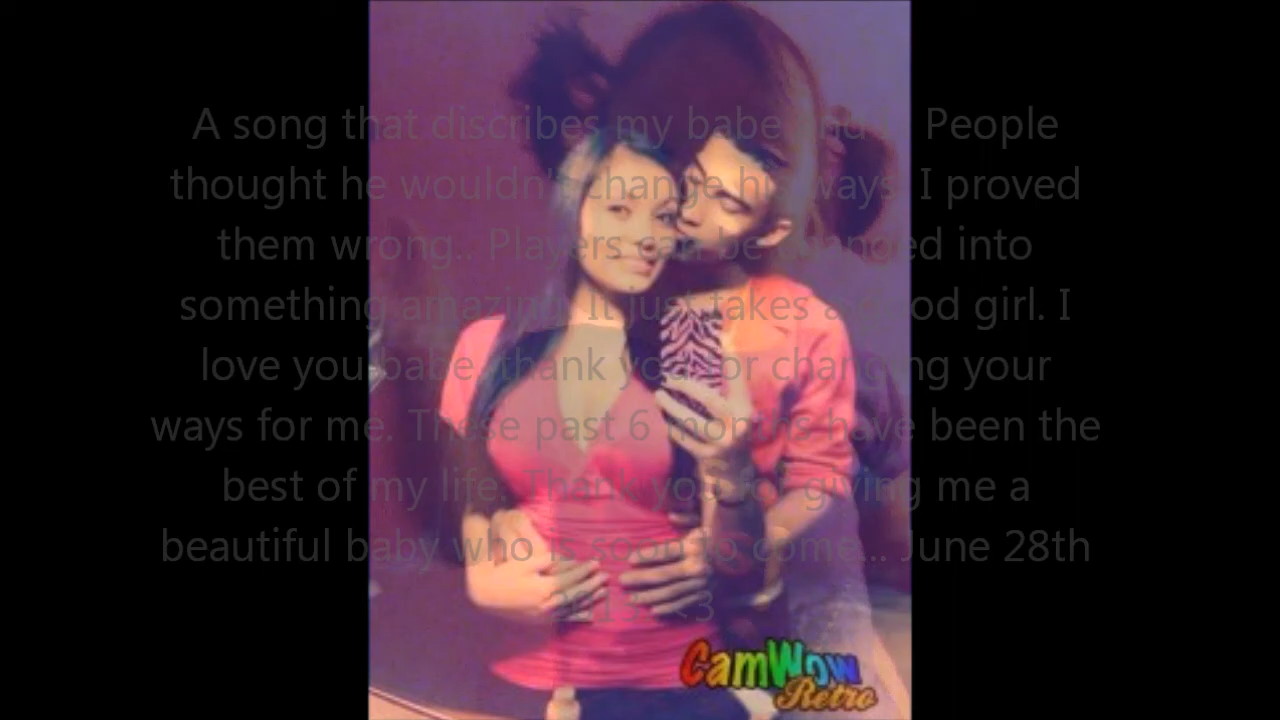 A song that discribes my babe and People
thought he wouldn't change his ways. I proved
them wrong.. Players can be changed into
something amazing. It just takes a good girl. I
love you babe, thank you for changing your
ways for me. These past 6 months have been the
best of my life. Thank you for giving me a
beautiful baby who is soon to come... June 28th
2013. <3
CamWow
Retro